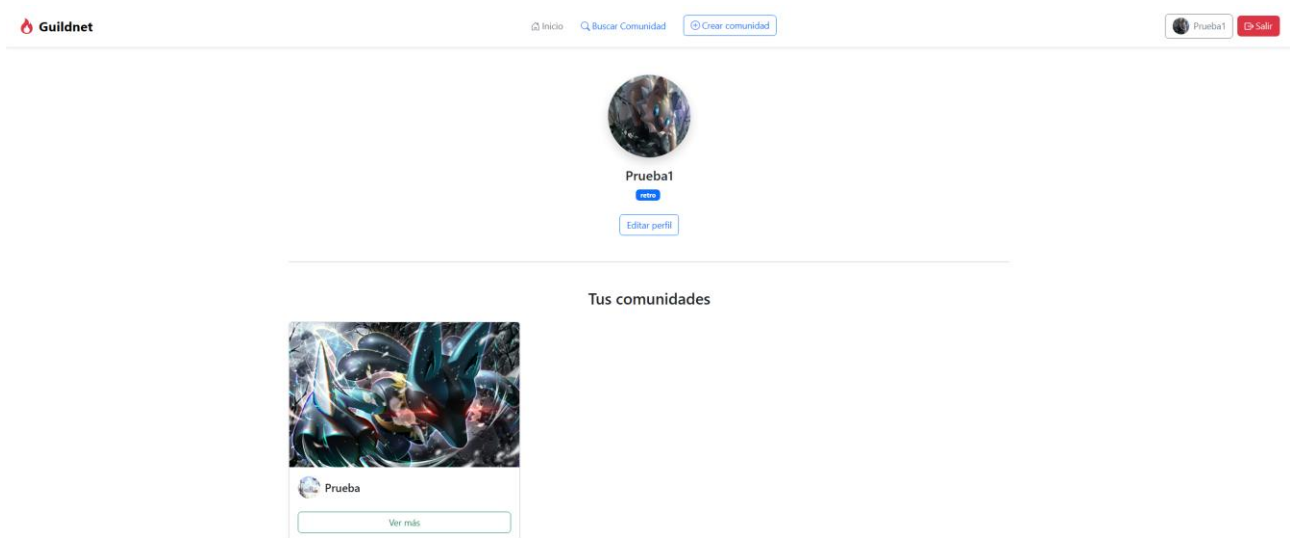 Guildnet
Inicio Buscar Comunidad Crear comunidad
Prueba1 Salir
Prueba1
retro
Editar perfil
Tus comunidades
Prueba
Ver más